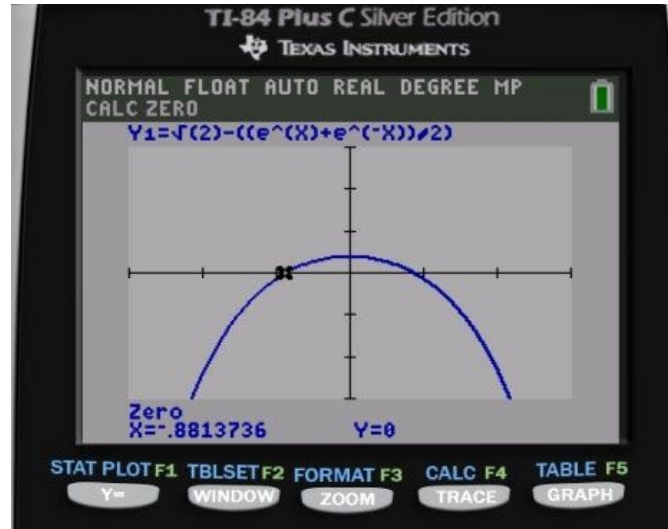 TI-84 Plus C Silver Edition
TEXAS INSTRUMENTS
NORMAL FLOAT AUTO REAL DEGREE MP
CALC ZERO
Y₁=√(2)-((e^(X)+e^(⁻X))/2)
Zero
X=⁻.8813736 Y=0
STAT PLOT F1 TBLSET F2 FORMAT F3 CALC F4 TABLE F5
Y= WINDOW ZOOM TRACE GRAPH